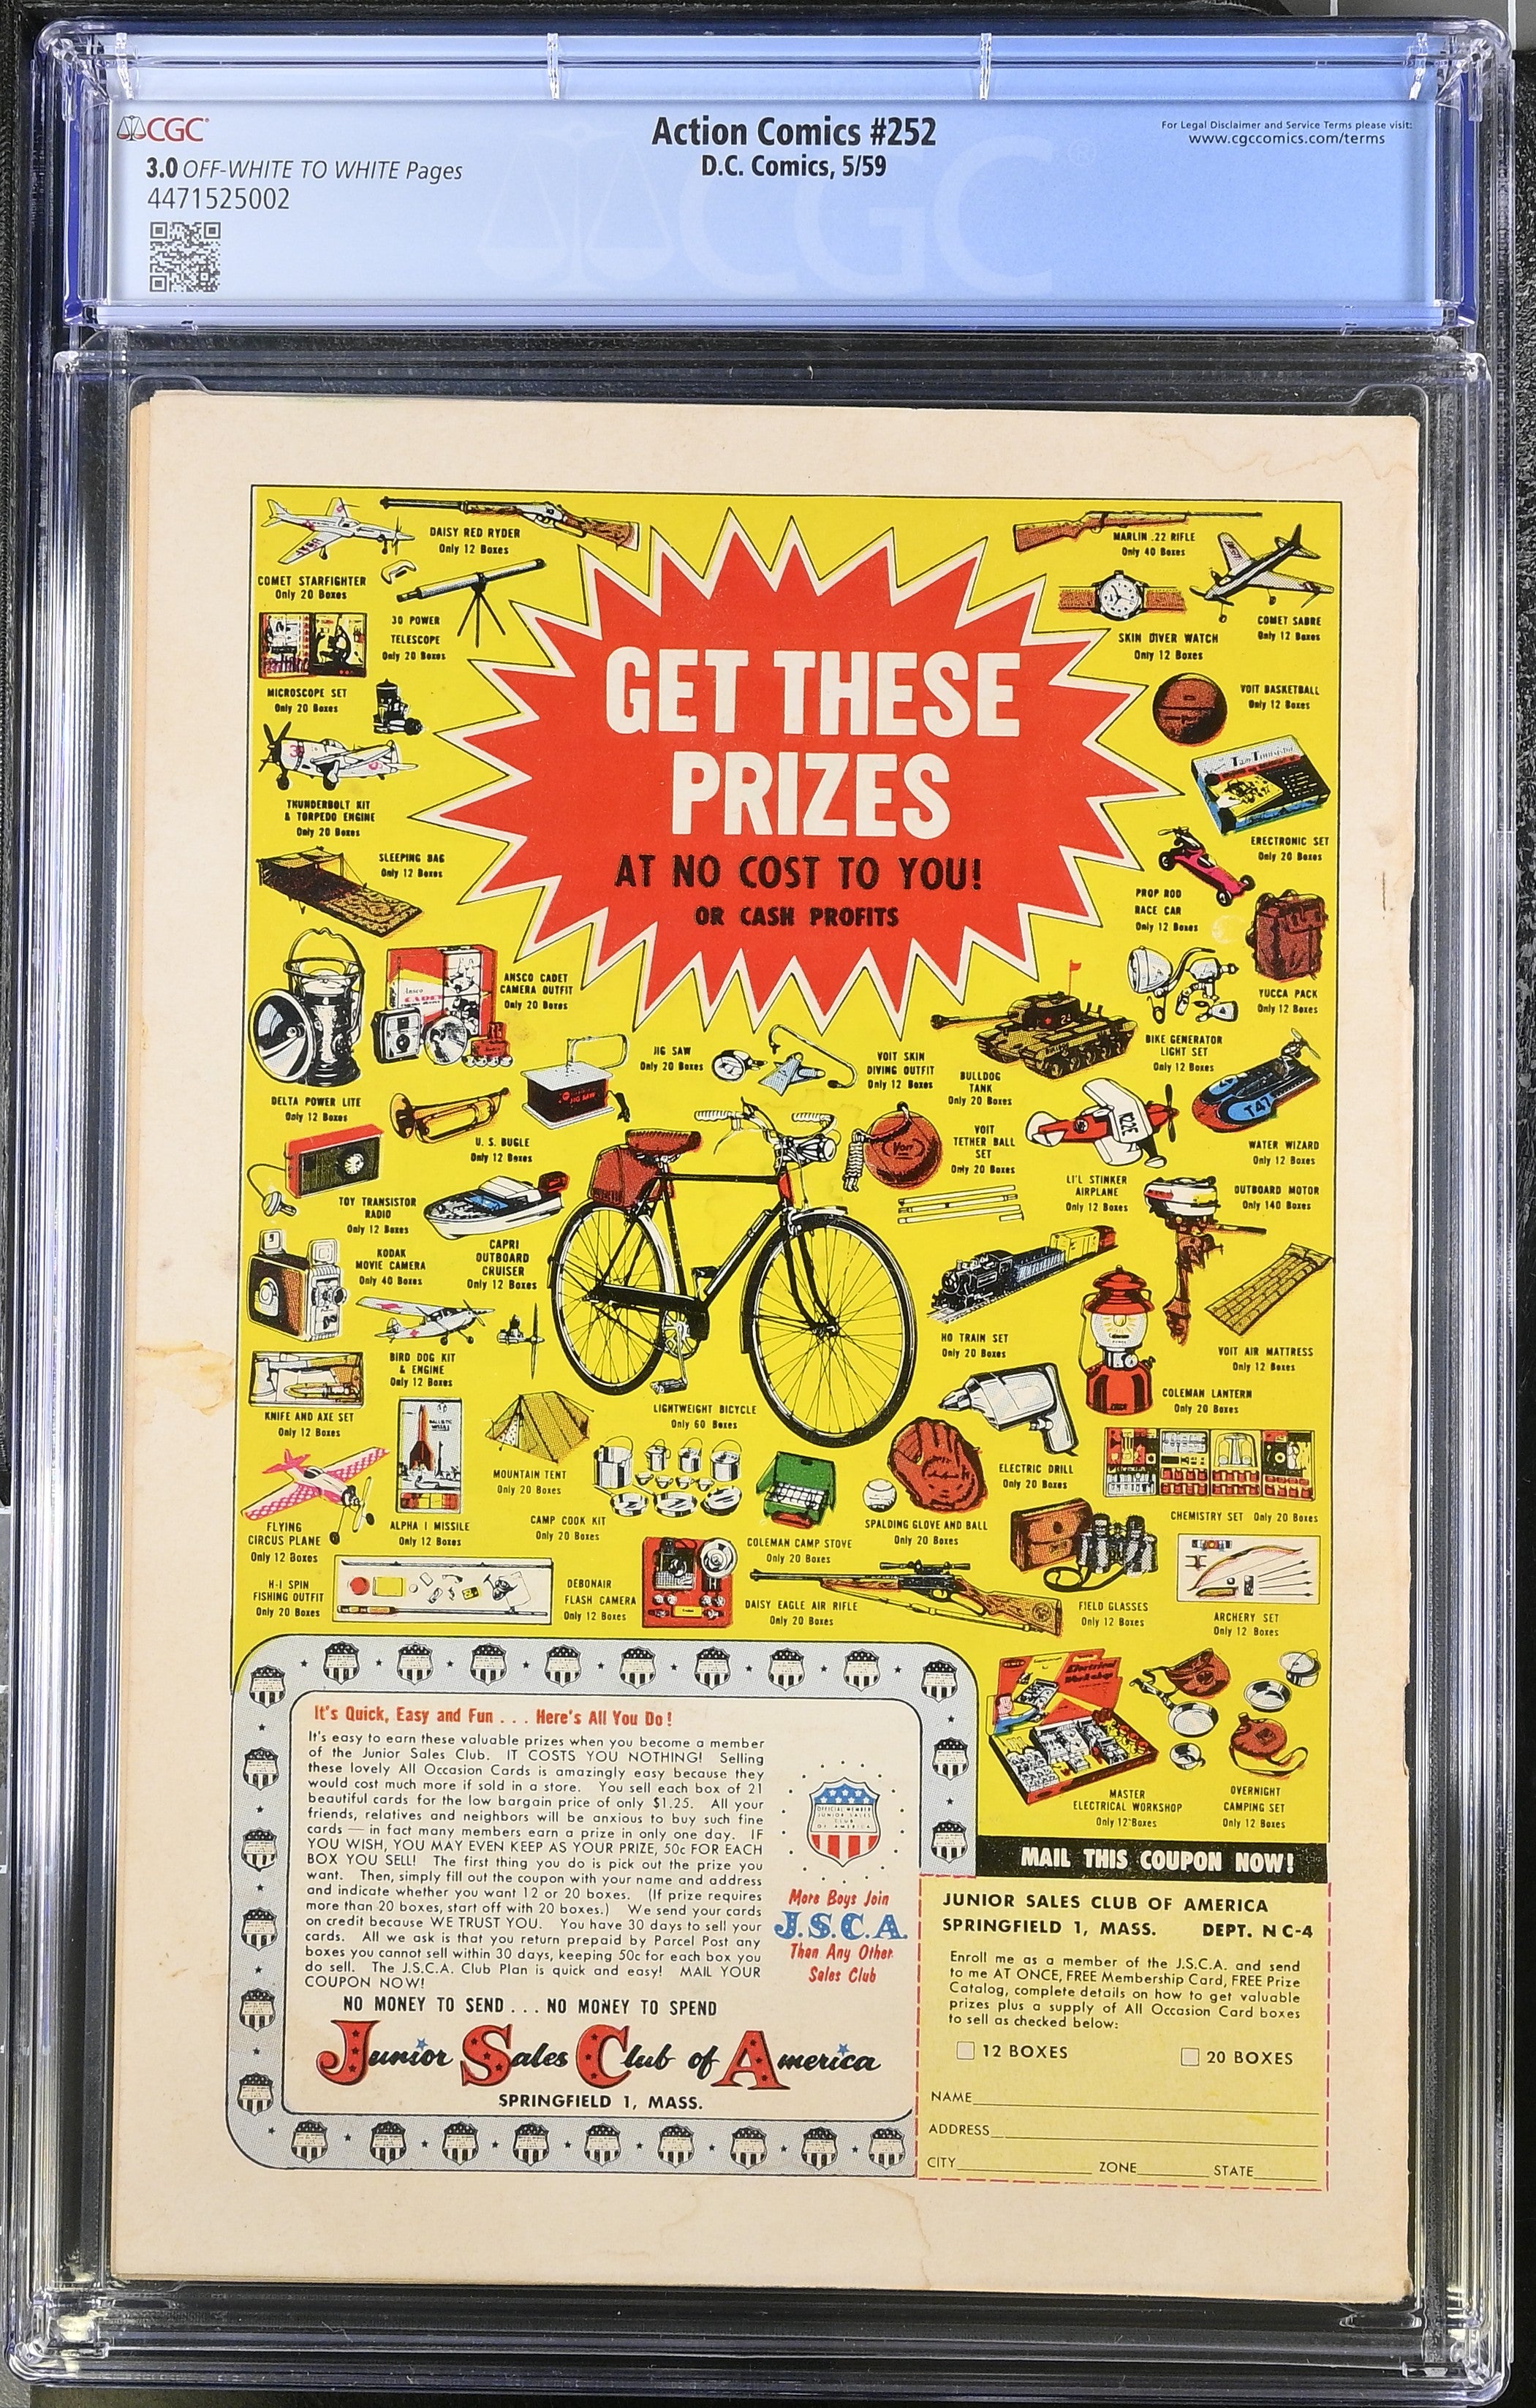 CGC
3.0 OFF-WHITE TO WHITE Pages
4471525002
Action Comics #252
D.C. Comics, 5/59
For Legal Disclaimer and Service Terms please visit:
www.cgccomics.com/terms
GET THESE
PRIZES
AT NO COST TO YOU!
OR CASH PROFITS
COMET STARFIGHTER
Only 20 Boxes
DAISY RED RYDER
Only 12 Boxes
30 POWER
TELESCOPE
Only 20 Boxes
MARLIN .22 RIFLE
Only 40 Boxes
SKIN DIVER WATCH
Only 12 Boxes
COMET SABRE
Only 12 Boxes
MICROSCOPE SET
Only 20 Boxes
VOIT BASKETBALL
Only 12 Boxes
THUNDERBOLT KIT
& TORPEDO ENGINE
Only 20 Boxes
ERECTRONIC SET
Only 20 Boxes
SLEEPING BAG
Only 12 Boxes
PROP ROD
RACE CAR
Only 12 Boxes
YUCCA PACK
Only 12 Boxes
ANSCO CADET
CAMERA OUTFIT
Only 20 Boxes
DELTA POWER LITE
Only 12 Boxes
JIG SAW
Only 20 Boxes
JIG SAW
VOIT SKIN
DIVING OUTFIT
Only 12 Boxes
24
BULLDOG
TANK
Only 20 Boxes
BIKE GENERATOR
LIGHT SET
Only 12 Boxes
T47
WATER WIZARD
Only 12 Boxes
U. S. BUGLE
Only 12 Boxes
Voit
VOIT
TETHER BALL
SET
Only 20 Boxes
LI'L STINKER
AIRPLANE
Only 12 Boxes
OUTBOARD MOTOR
Only 140 Boxes
TOY TRANSISTOR
RADIO
Only 12 Boxes
CAPRI
OUTBOARD
CRUISER
Only 12 Boxes
KODAK
MOVIE CAMERA
Only 40 Boxes
BIRD DOG KIT
& ENGINE
Only 12 Boxes
HO TRAIN SET
Only 20 Boxes
VOIT AIR MATTRESS
Only 12 Boxes
COLEMAN LANTERN
Only 20 Boxes
KNIFE AND AXE SET
Only 12 Boxes
LIGHTWEIGHT BICYCLE
Only 60 Boxes
MOUNTAIN TENT
Only 20 Boxes
ELECTRIC DRILL
Only 20 Boxes
FLYING
CIRCUS PLANE
Only 12 Boxes
ALPHA I MISSILE
Only 12 Boxes
CAMP COOK KIT
Only 20 Boxes
COLEMAN CAMP STOVE
Only 20 Boxes
SPALDING GLOVE AND BALL
Only 20 Boxes
CHEMISTRY SET Only 20 Boxes
H-I SPIN
FISHING OUTFIT
Only 20 Boxes
DEBONAIR
FLASH CAMERA
Only 12 Boxes
DAISY EAGLE AIR RIFLE
Only 20 Boxes
FIELD GLASSES
Only 12 Boxes
ARCHERY SET
Only 12 Boxes
Electrical
Workshop
MASTER
ELECTRICAL WORKSHOP
Only 12 Boxes
OVERNIGHT
CAMPING SET
Only 12 Boxes
It's Quick, Easy and Fun . . . Here's All You Do!
It's easy to earn these valuable prizes when you become a member
of the Junior Sales Club. IT COSTS YOU NOTHING! Selling
these lovely All Occasion Cards is amazingly easy because they
would cost much more if sold in a store. You sell each box of 21
beautiful cards for the low bargain price of only $1.25. All your
friends, relatives and neighbors will be anxious to buy such fine
cards — in fact many members earn a prize in only one day. IF
YOU WISH, YOU MAY EVEN KEEP AS YOUR PRIZE, 50c FOR EACH
BOX YOU SELL! The first thing you do is pick out the prize you
want. Then, simply fill out the coupon with your name and address
and indicate whether you want 12 or 20 boxes. (If prize requires
more than 20 boxes, start off with 20 boxes.) We send your cards
on credit because WE TRUST YOU. You have 30 days to sell your
cards. All we ask is that you return prepaid by Parcel Post any
boxes you cannot sell within 30 days, keeping 50c for each box you
do sell. The J.S.C.A. Club Plan is quick and easy! MAIL YOUR
COUPON NOW!
OFFICIAL MEMBER
JUNIOR SALES
CLUB
OF AMERICA
More Boys Join
J.S.C.A.
Than Any Other
Sales Club
NO MONEY TO SEND . . . NO MONEY TO SPEND
Junior Sales Club of America
SPRINGFIELD 1, MASS.
MAIL THIS COUPON NOW!
JUNIOR SALES CLUB OF AMERICA
SPRINGFIELD 1, MASS. DEPT. NC-4
Enroll me as a member of the J.S.C.A. and send
to me AT ONCE, FREE Membership Card, FREE Prize
Catalog, complete details on how to get valuable
prizes plus a supply of All Occasion Card boxes
to sell as checked below:
12 BOXES 20 BOXES
NAME
ADDRESS
CITY ZONE STATE